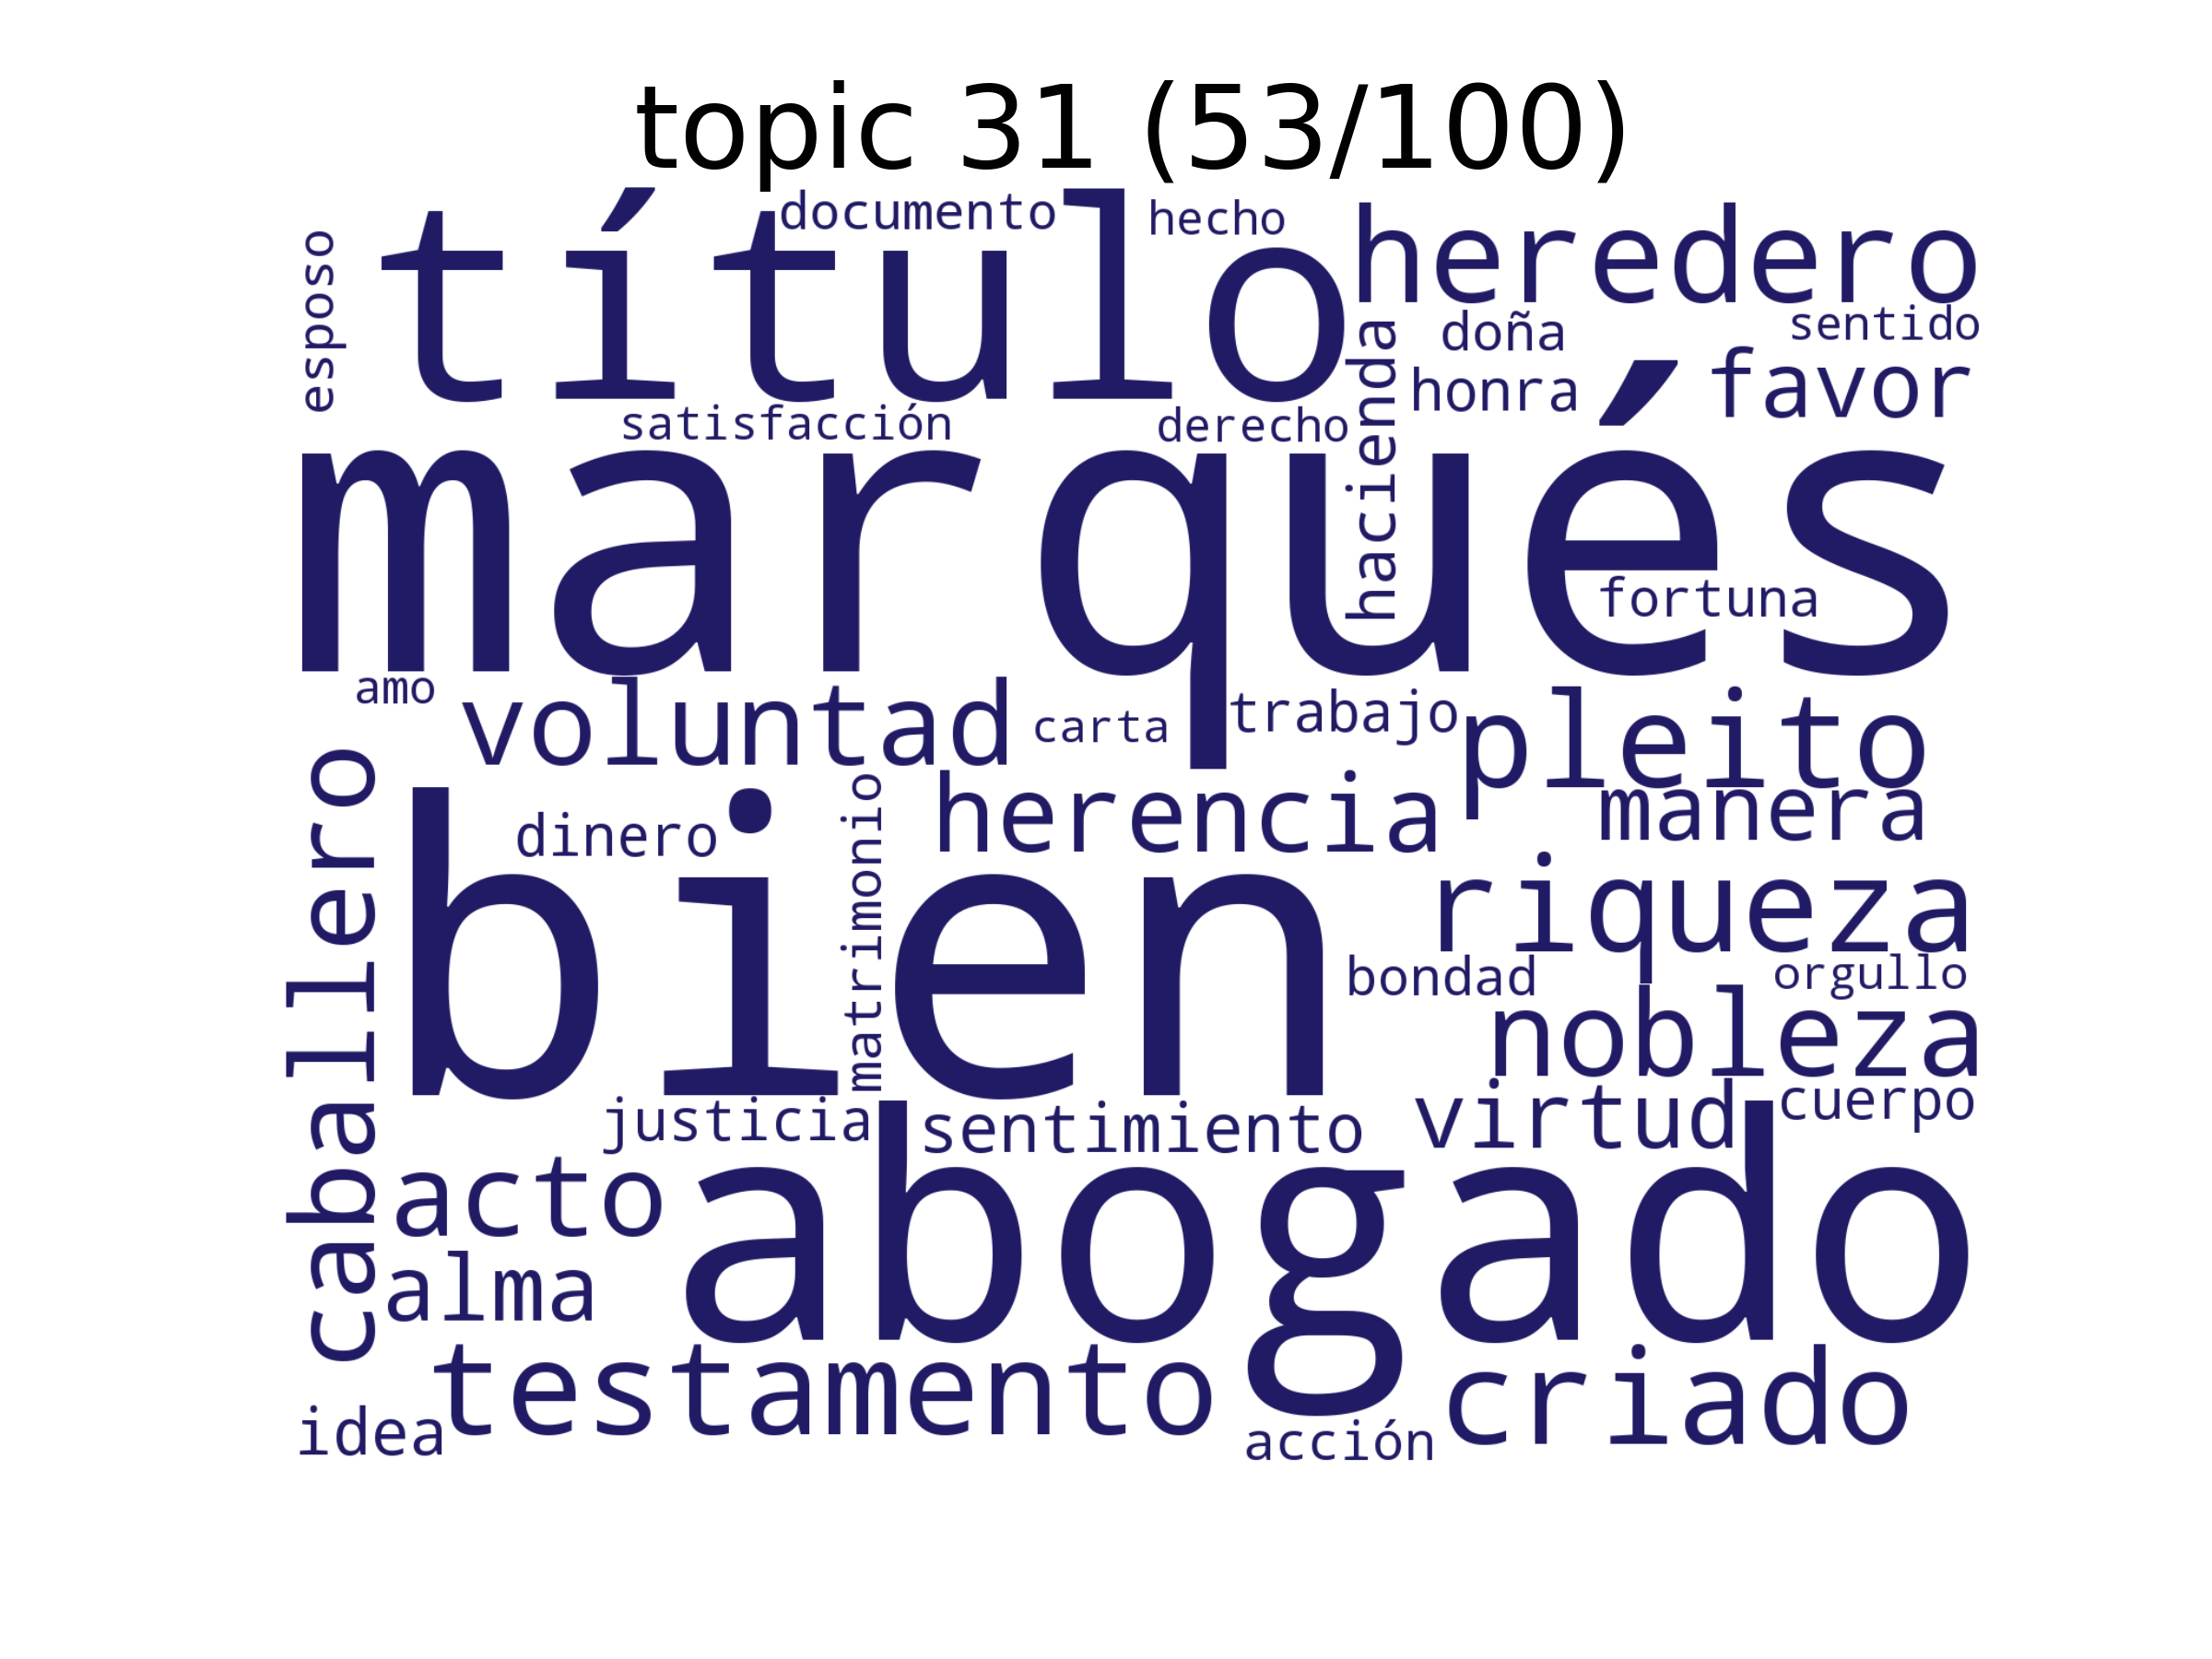 topic 31 (53/100)
documento
hecho
esposo
título
heredero
doña
sentido
honra
favor
satisfacción
derecho
hacienda
marqués
fortuna
amo
voluntad
carta
trabajo
pleito
caballero
dinero
matrimonio
herencia
manera
bien
riqueza
bondad
orgullo
nobleza
justicia
sentimiento
virtud
cuerpo
acto
abogado
alma
testamento
criado
idea
acción